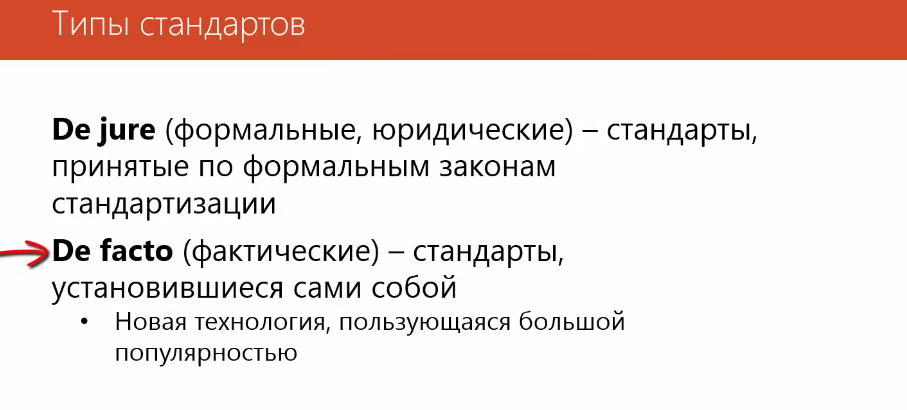 Типы стандартов
De jure (формальные, юридические) – стандарты,
принятые по формальным законам
стандартизации
De facto (фактические) – стандарты,
установившиеся сами собой
• Новая технология, пользующаяся большой
популярностью